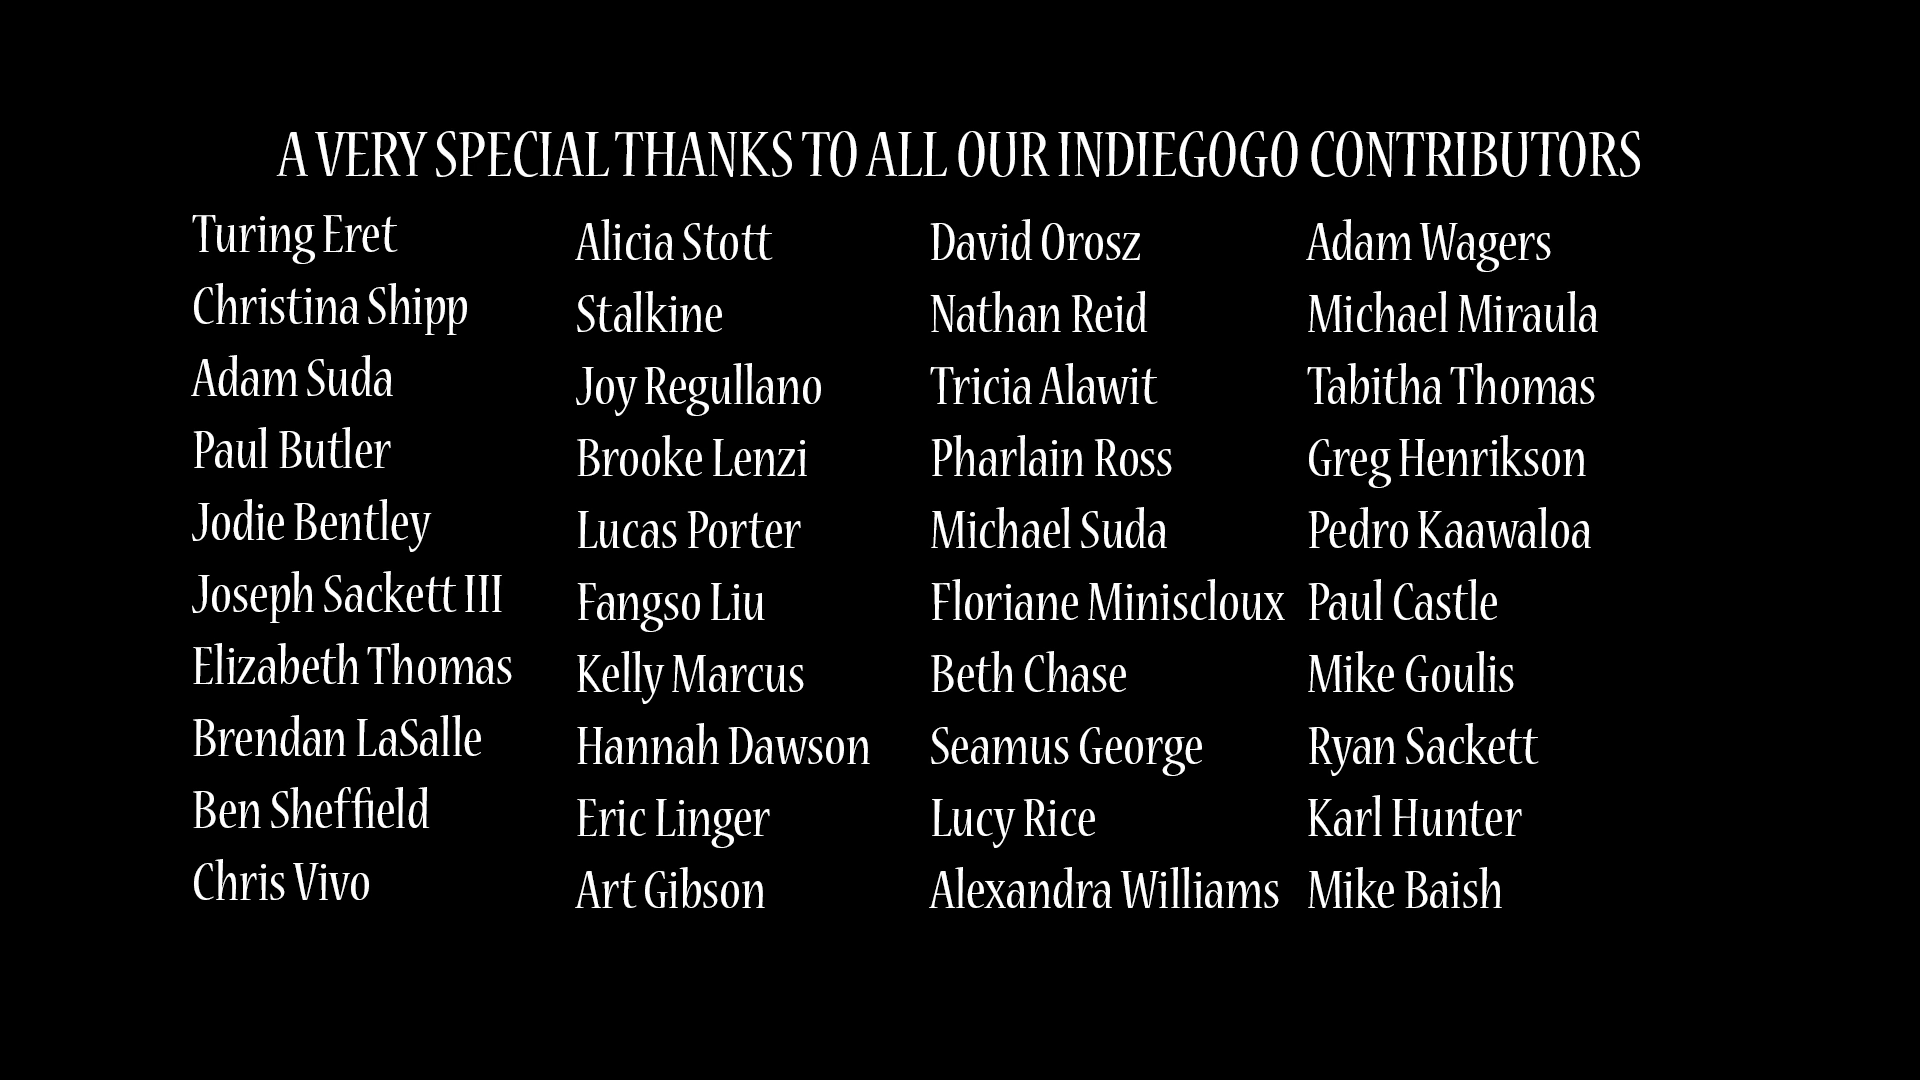 A VERY SPECIAL THANKS TO ALL OUR INDIEGOGO CONTRIBUTORS
Turing Eret
Christina Shipp
Adam Suda
Paul Butler
Jodie Bentley
Joseph Sackett III
Elizabeth Thomas
Brendan LaSalle
Ben Sheffield
Chris Vivo
Alicia Stott
Stalkine
Joy Regullano
Brooke Lenzi
Lucas Porter
Fangso Liu
Kelly Marcus
Hannah Dawson
Eric Linger
Art Gibson
David Orosz
Nathan Reid
Tricia Alawit
Pharlain Ross
Michael Suda
Floriane Miniscloux
Beth Chase
Seamus George
Lucy Rice
Alexandra Williams
Adam Wagers
Michael Miraula
Tabitha Thomas
Greg Henrikson
Pedro Kaawaloa
Paul Castle
Mike Goulis
Ryan Sackett
Karl Hunter
Mike Baish